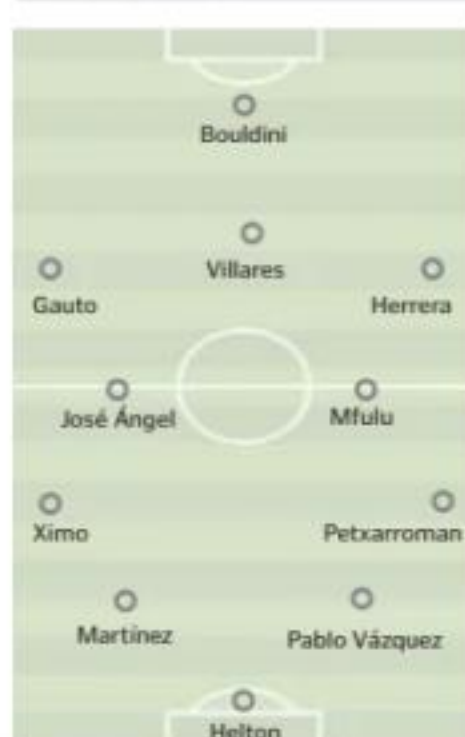 Bouldini
Villares
Gauto
Herrera
José Ángel
Mfulu
Ximo
Petxarroman
Martínez
Pablo Vázquez
Helton